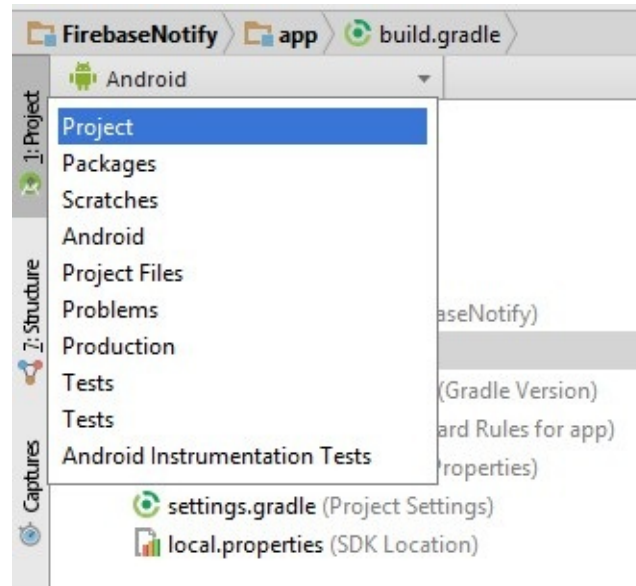 FirebaseNotify app build.gradle
Android
1: Project
7: Structure
Captures
Project
Packages
Scratches
Android
Project Files
Problems
Production
Tests
Tests
Android Instrumentation Tests
aseNotify)
(Gradle Version)
ard Rules for app)
roperties)
settings.gradle (Project Settings)
local.properties (SDK Location)